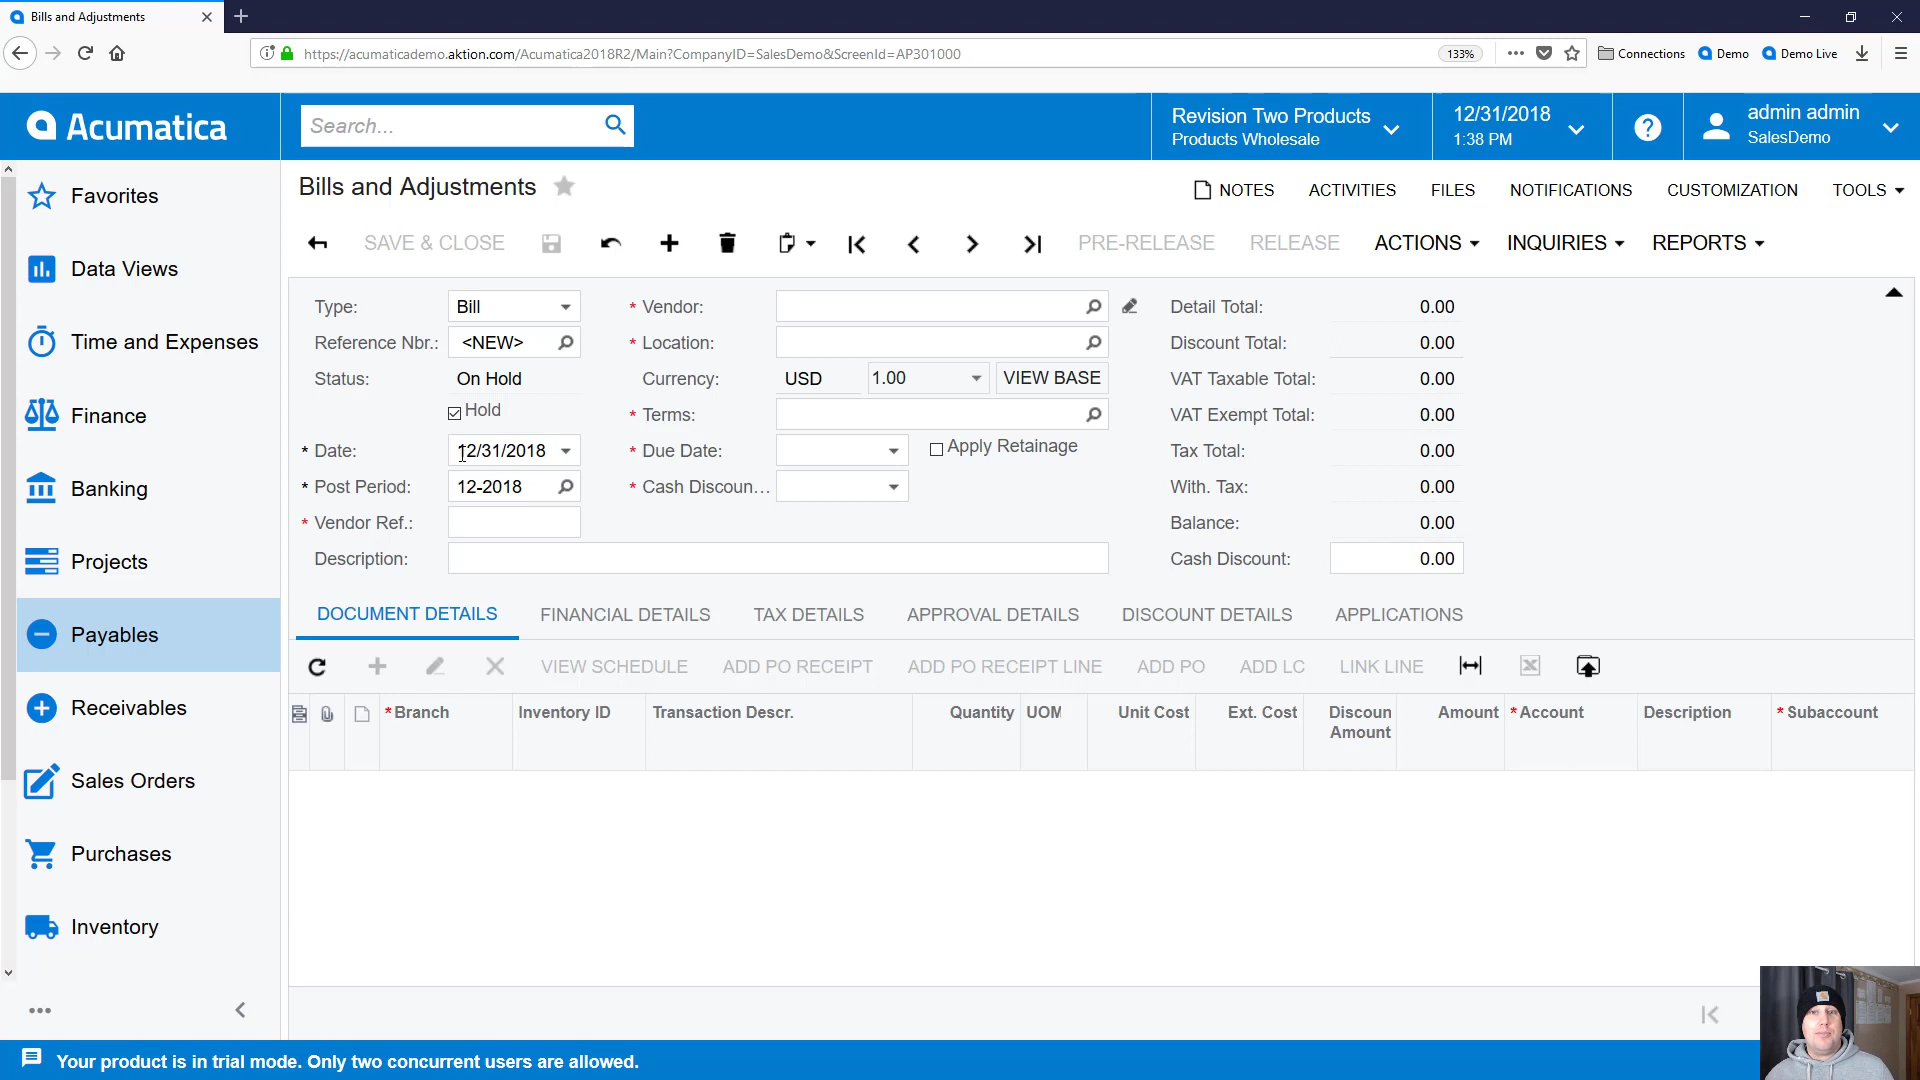 Bills and Adjustments
https://acumaticademo.aktion.com/Acumatica2018R2/Main?CompanyID=SalesDemo&ScreenId=AP301000
133%
Connections
Demo
Demo Live
Acumatica
Search...
Revision Two Products
Products Wholesale
12/31/2018
1:38 PM
?
admin admin
SalesDemo
Favorites
Data Views
Time and Expenses
Finance
Banking
Projects
Payables
Receivables
Sales Orders
Purchases
Inventory
Bills and Adjustments
NOTES
ACTIVITIES
FILES
NOTIFICATIONS
CUSTOMIZATION
TOOLS
SAVE & CLOSE
PRE-RELEASE
RELEASE
ACTIONS
INQUIRIES
REPORTS
Type: Bill
Reference Nbr.: <NEW>
Status: On Hold
Hold
* Date: 12/31/2018
* Post Period: 12-2018
* Vendor Ref.:
Description:
* Vendor:
* Location:
Currency: USD 1.00 VIEW BASE
* Terms:
* Due Date:
Apply Retainage
* Cash Discoun...
Detail Total: 0.00
Discount Total: 0.00
VAT Taxable Total: 0.00
VAT Exempt Total: 0.00
Tax Total: 0.00
With. Tax: 0.00
Balance: 0.00
Cash Discount: 0.00
DOCUMENT DETAILS
FINANCIAL DETAILS
TAX DETAILS
APPROVAL DETAILS
DISCOUNT DETAILS
APPLICATIONS
VIEW SCHEDULE
ADD PO RECEIPT
ADD PO RECEIPT LINE
ADD PO
ADD LC
LINK LINE
* Branch
Inventory ID
Transaction Descr.
Quantity
UOM
Unit Cost
Ext. Cost
Discoun
Amount
Amount
* Account
Description
* Subaccount
Your product is in trial mode. Only two concurrent users are allowed.